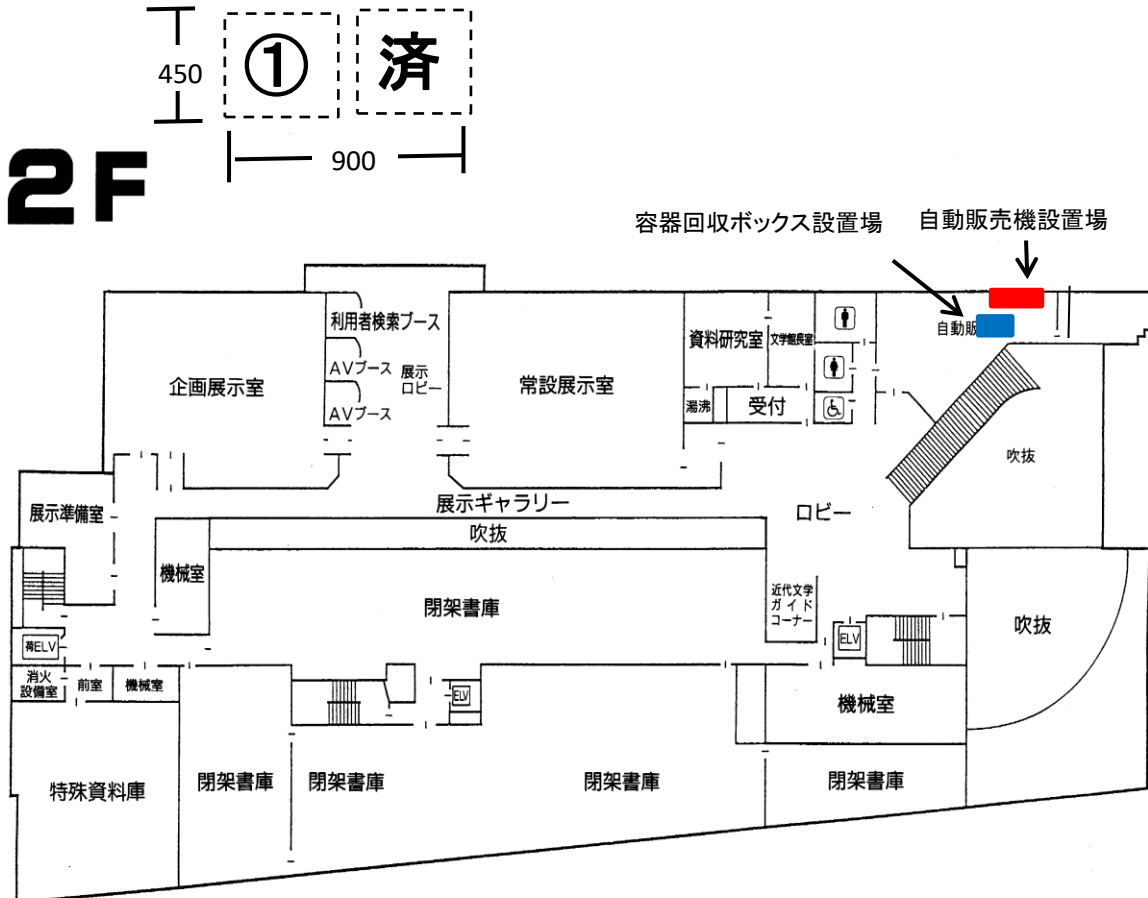 ① 済
450
900
2F
容器回収ボックス設置場
自動販売機設置場
自動販
利用者検索ブース
AVブース
展示
ロビー
AVブース
企画展示室
常設展示室
資料研究室
文学館長室
湯沸
受付
吹抜
展示ギャラリー
ロビー
吹抜
展示準備室
機械室
閉架書庫
近代文学
ガイド
コーナー
ELV
吹抜
荷ELV
消火
設備室
前室
機械室
ELV
機械室
特殊資料庫
閉架書庫
閉架書庫
閉架書庫
閉架書庫